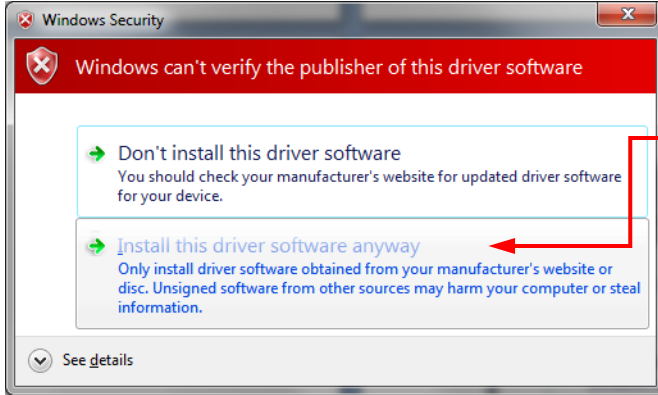 Windows Security
Windows can't verify the publisher of this driver software
Don't install this driver software
You should check your manufacturer's website for updated driver software
for your device.
Install this driver software anyway
Only install driver software obtained from your manufacturer's website or
disc. Unsigned software from other sources may harm your computer or steal
information.
See details